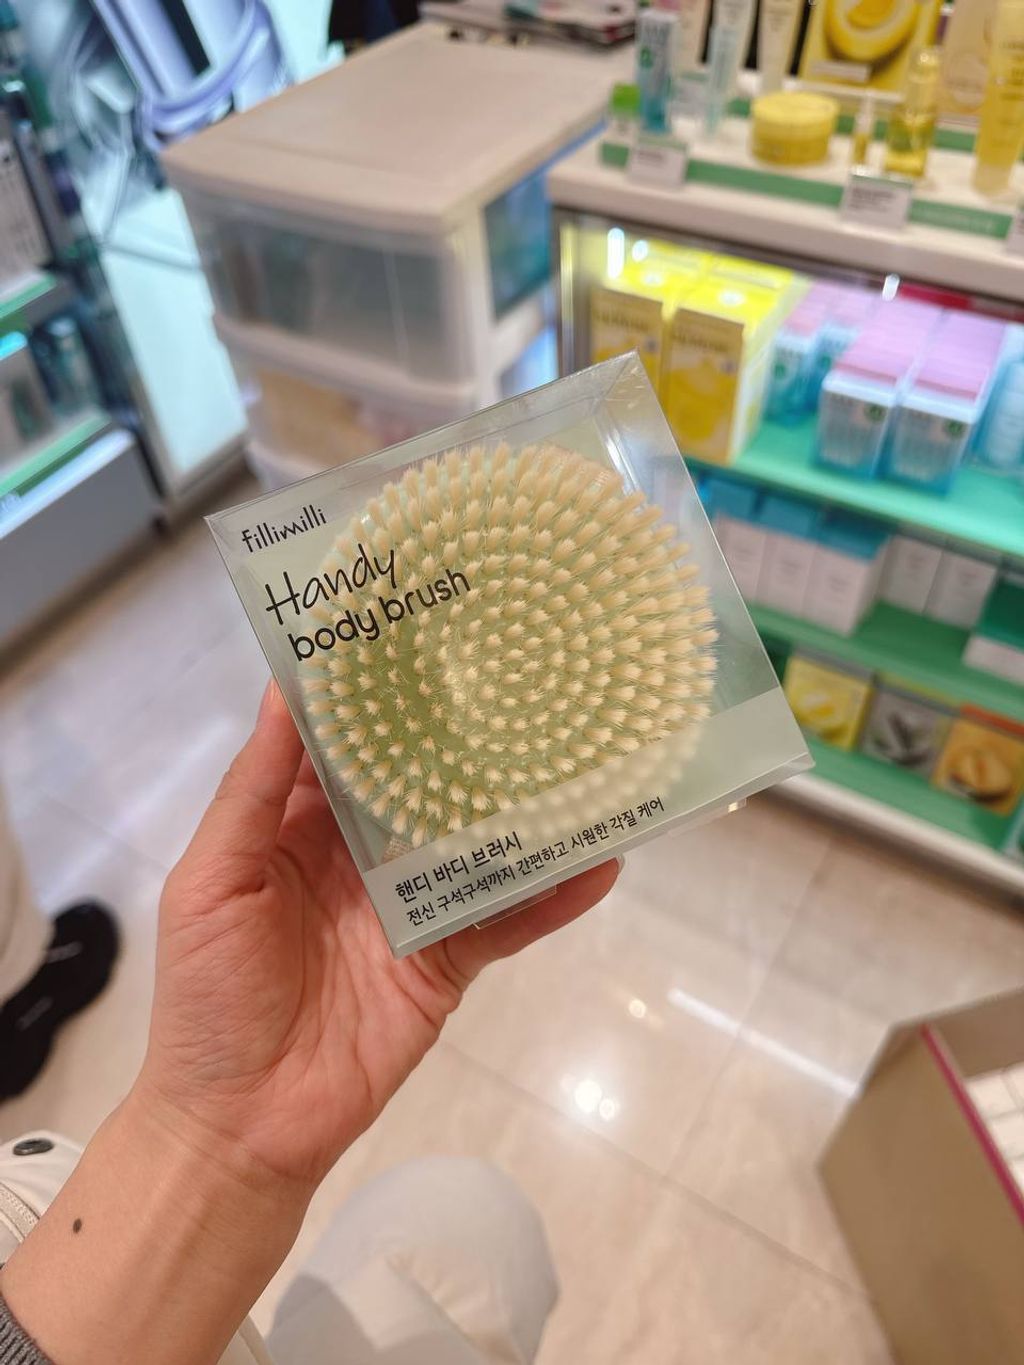 fillimilli
Handy
body brush
핸디 바디 브러시
전신 구석구석까지 간편하고 시원한 각질 케어